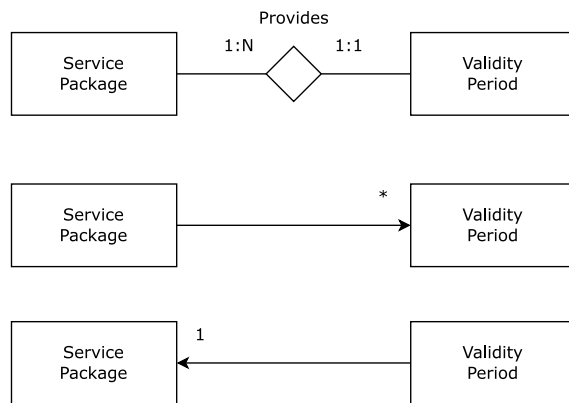 Provides
Service
Package
1:N
1:1
Validity
Period
Service
Package
*
Validity
Period
Service
Package
1
Validity
Period